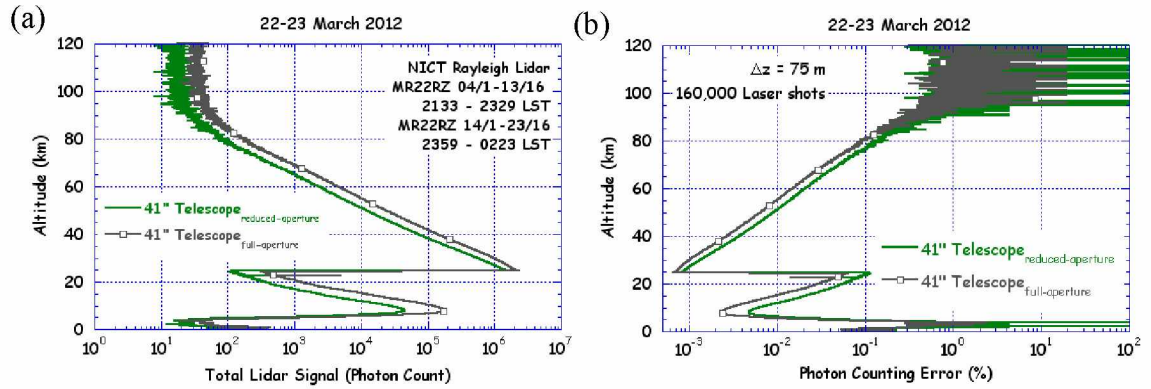 (a)
22-23 March 2012
120
100
80
60
40
20
0
Altitude (km)
NICT Rayleigh Lidar
MR22RZ 04/1-13/16
2133 - 2329 LST
MR22RZ 14/1-23/16
2359 - 0223 LST
41" Telescope reduced-aperture
41" Telescope full-aperture
10^0 10^1 10^2 10^3 10^4 10^5 10^6 10^7
Total Lidar Signal (Photon Count)
(b)
22-23 March 2012
120
100
80
60
40
20
0
Altitude (km)
Δz = 75 m
160,000 Laser shots
41" Telescope reduced-aperture
41" Telescope full-aperture
10^-3 10^-2 10^-1 10^0 10^1 10^2
Photon Counting Error (%)